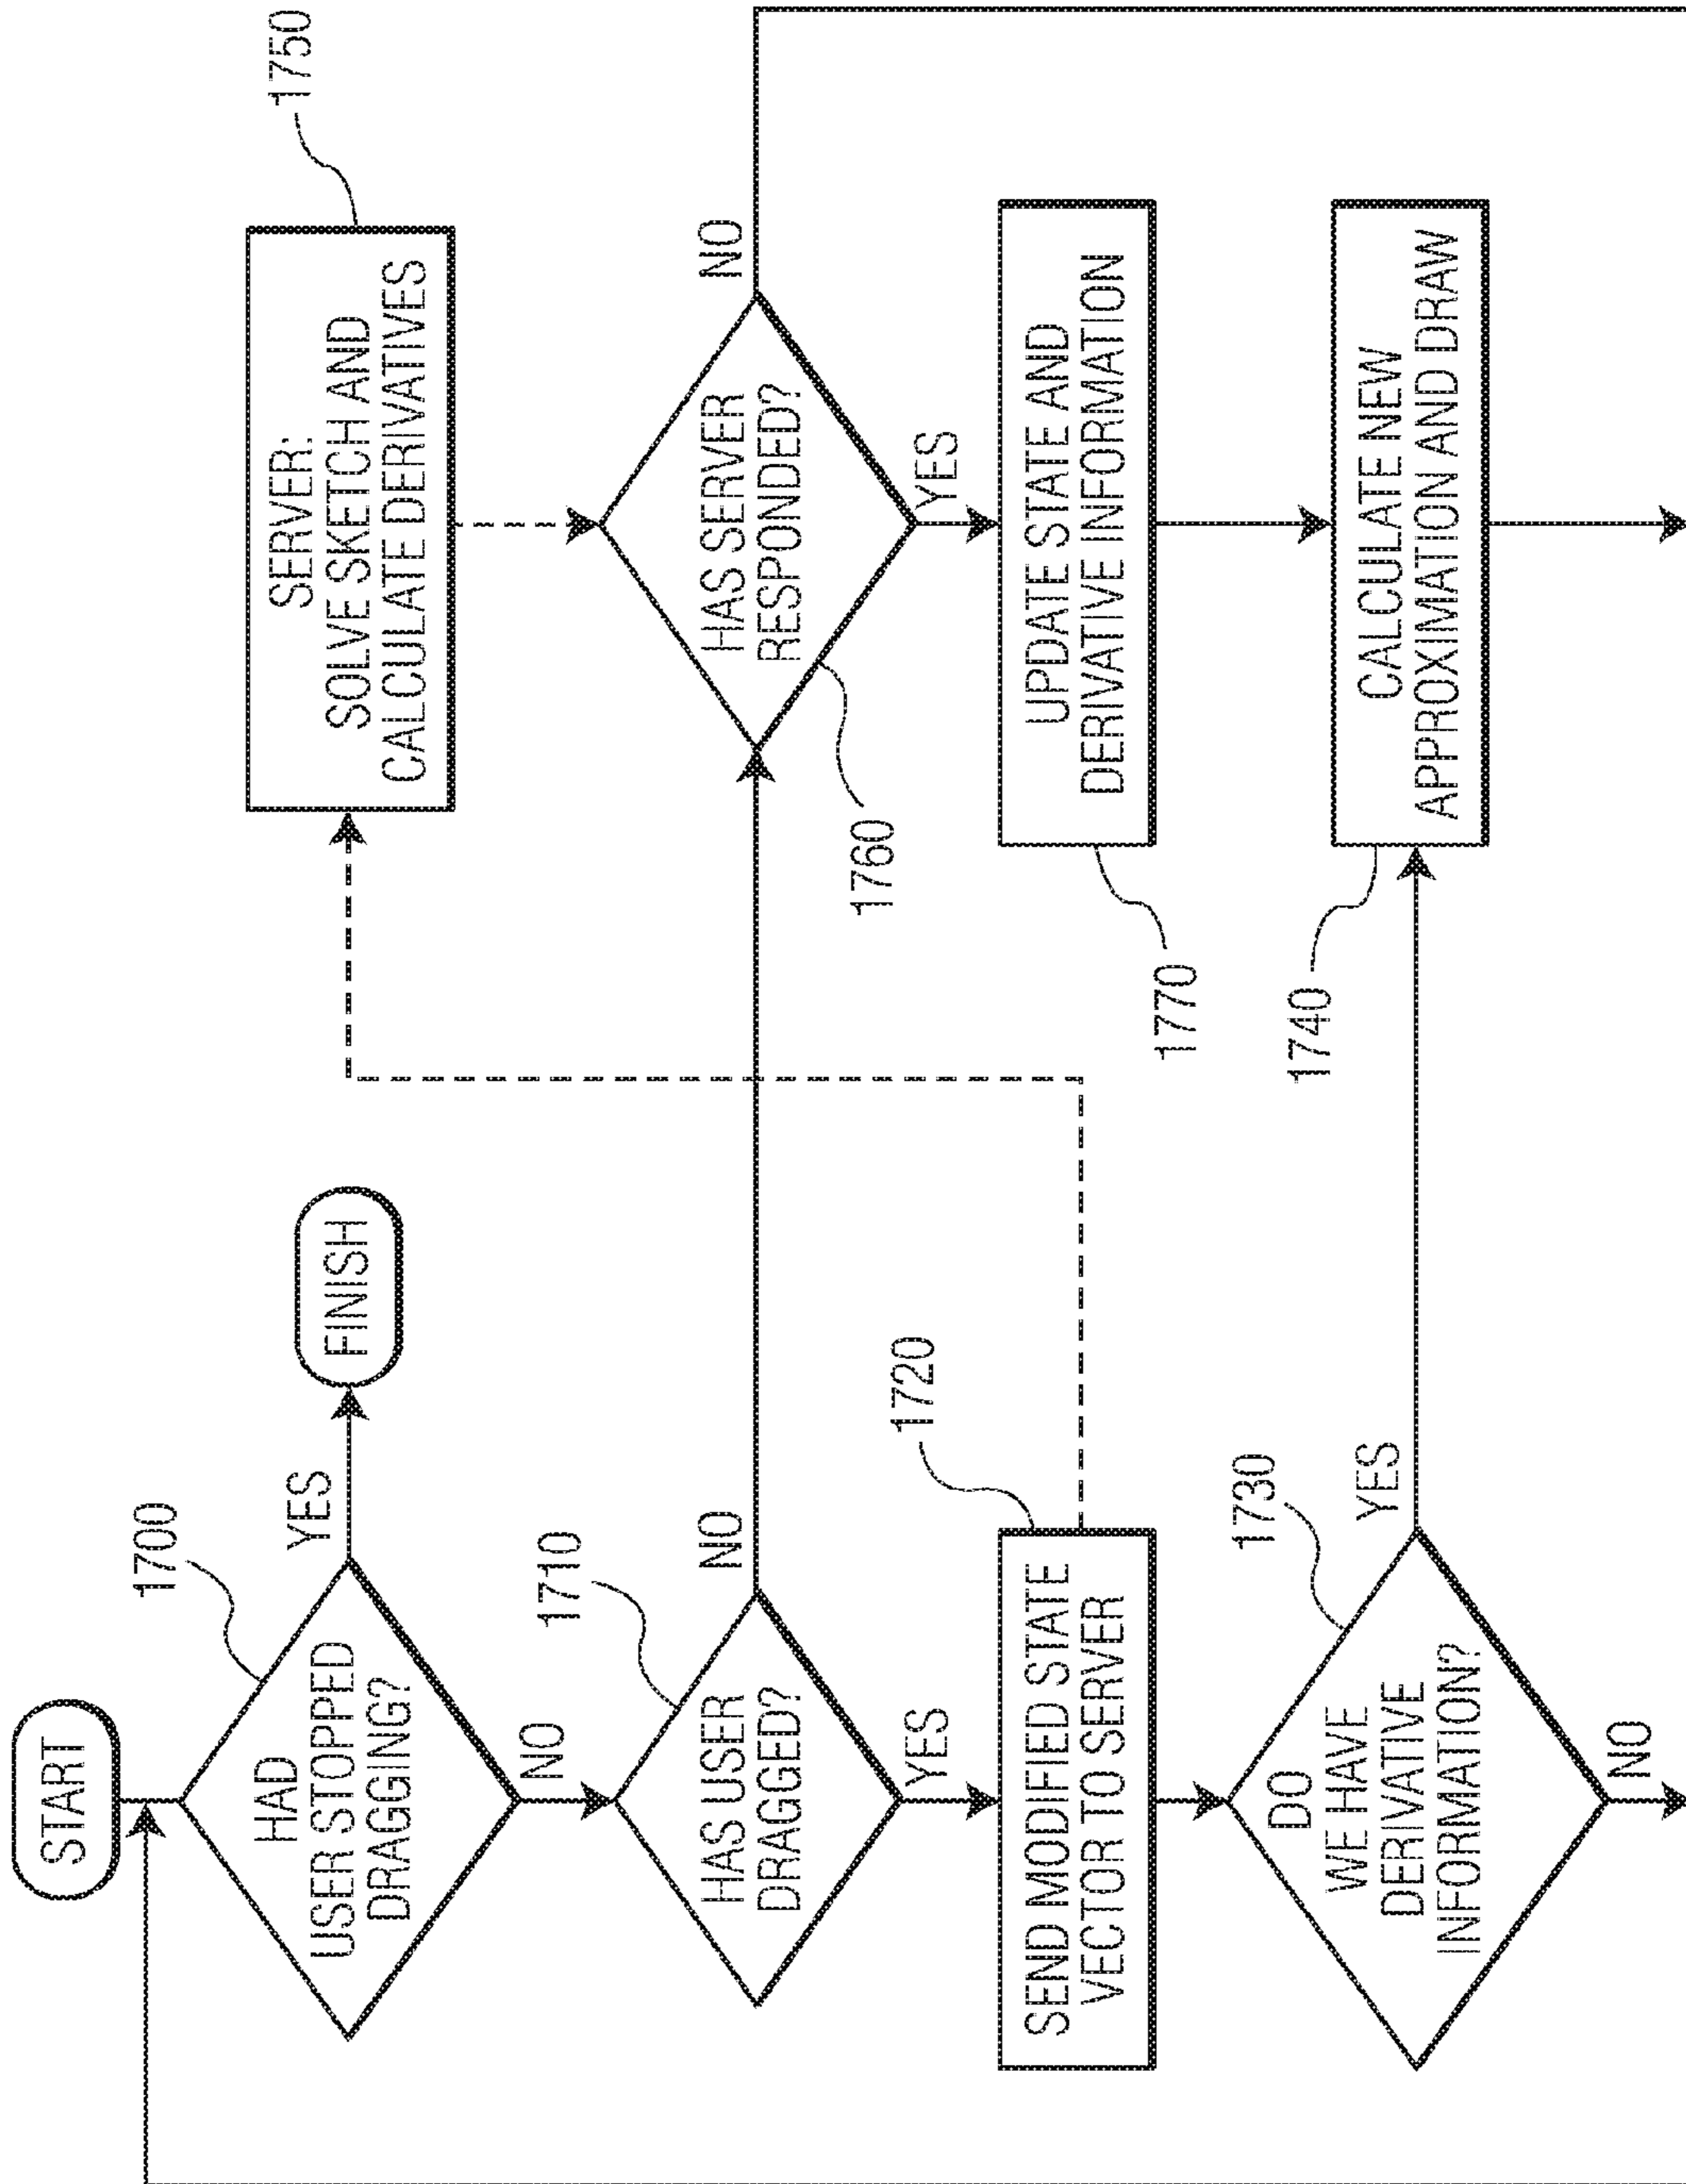 START
1700
HAD
USER STOPPED
DRAGGING?
YES
FINISH
NO
1710
HAS USER
DRAGGED?
NO
YES
1720
SEND MODIFIED STATE
VECTOR TO SERVER
1730
DO
WE HAVE
DERIVATIVE
INFORMATION?
YES
NO
1750
SERVER:
SOLVE SKETCH AND
CALCULATE DERIVATIVES
HAS SERVER
RESPONDED?
NO
1760
YES
UPDATE STATE AND
DERIVATIVE INFORMATION
1770
CALCULATE NEW
APPROXIMATION AND DRAW
1740